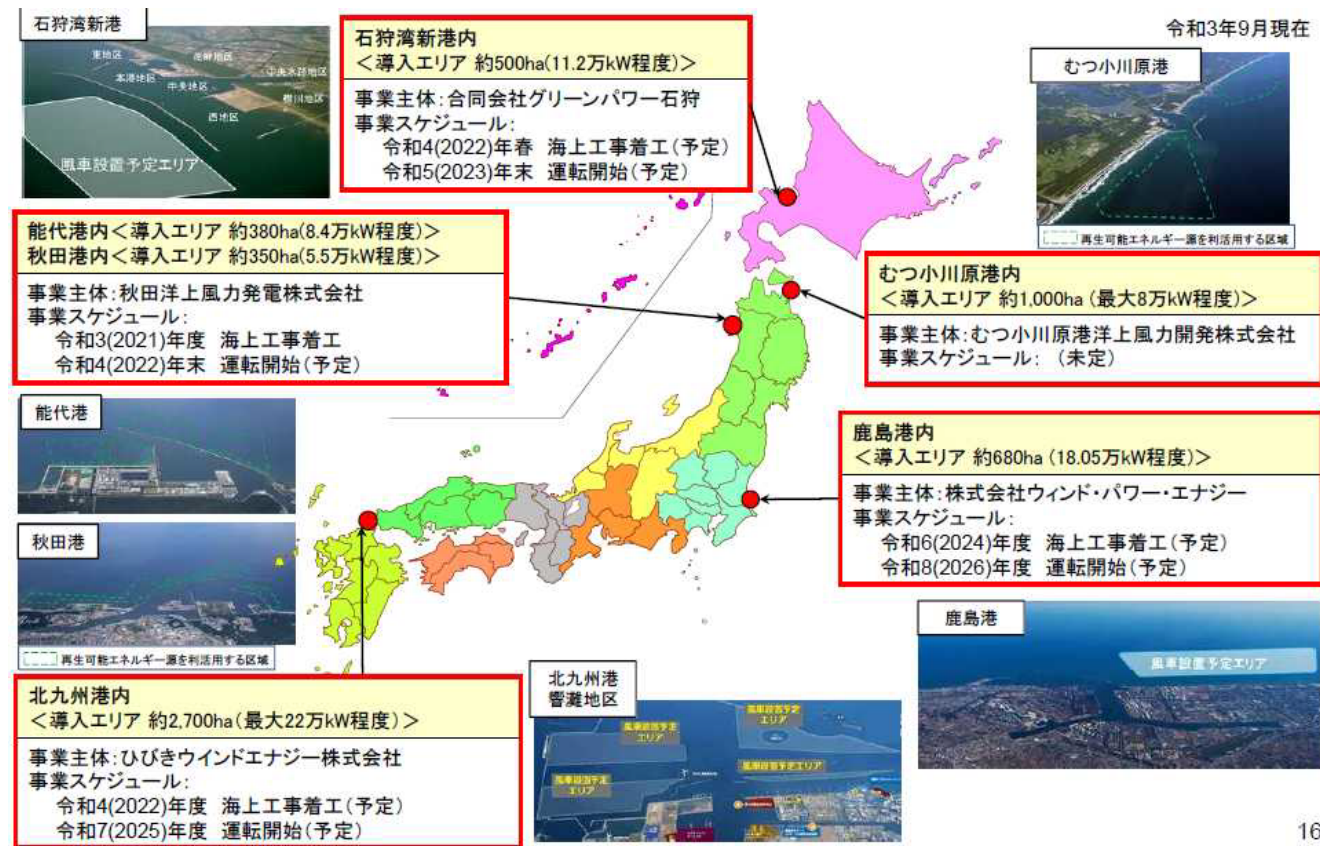 令和3年9月現在
石狩湾新港
東地区
花畔地区
中央水路地区
本港地区
中央地区
樽川地区
西地区
風車設置予定エリア
石狩湾新港内
<導入エリア 約500ha(11.2万kW程度)>
事業主体:合同会社グリーンパワー石狩
事業スケジュール:
令和4(2022)年春 海上工事着工(予定)
令和5(2023)年末 運転開始(予定)
むつ小川原港
再生可能エネルギー源を利活用する区域
能代港内<導入エリア 約380ha(8.4万kW程度)>
秋田港内<導入エリア 約350ha(5.5万kW程度)>
事業主体:秋田洋上風力発電株式会社
事業スケジュール:
令和3(2021)年度 海上工事着工
令和4(2022)年末 運転開始(予定)
むつ小川原港内
<導入エリア 約1,000ha (最大8万kW程度)>
事業主体:むつ小川原港洋上風力開発株式会社
事業スケジュール: (未定)
能代港
秋田港
再生可能エネルギー源を利活用する区域
鹿島港内
<導入エリア 約680ha (18.05万kW程度)>
事業主体:株式会社ウィンド・パワー・エナジー
事業スケジュール:
令和6(2024)年度 海上工事着工(予定)
令和8(2026)年度 運転開始(予定)
鹿島港
風車設置予定エリア
北九州港内
<導入エリア 約2,700ha(最大22万kW程度)>
事業主体:ひびきウインドエナジー株式会社
事業スケジュール:
令和4(2022)年度 海上工事着工(予定)
令和7(2025)年度 運転開始(予定)
北九州港
響灘地区
風車設置予定
エリア
風車設置予定
エリア
風車設置予定
エリア
風車設置予定エリア
16